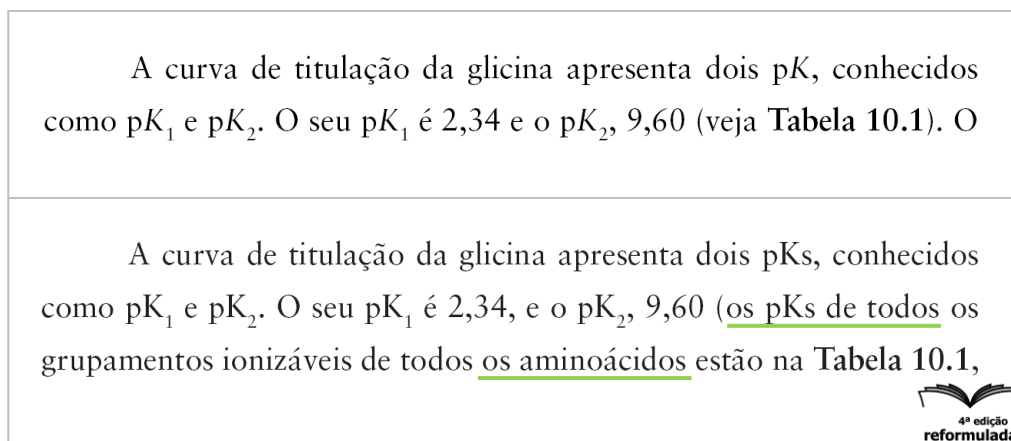 A curva de titulação da glicina apresenta dois pK, conhecidos
como pK₁ e pK₂. O seu pK₁ é 2,34 e o pK₂, 9,60 (veja Tabela 10.1). O
A curva de titulação da glicina apresenta dois pKs, conhecidos
como pK₁ e pK₂. O seu pK₁ é 2,34, e o pK₂, 9,60 (os pKs de todos os
grupamentos ionizáveis de todos os aminoácidos estão na Tabela 10.1,
4ª edição
reformulada